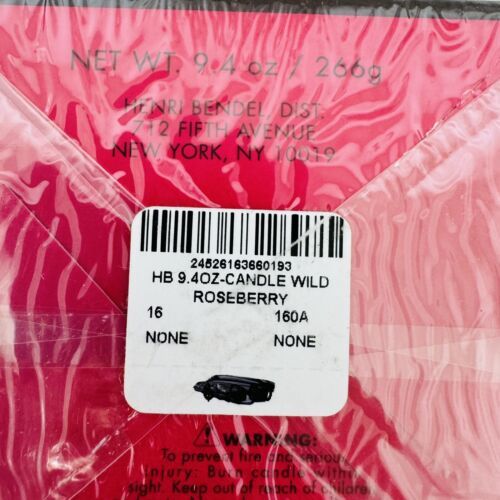 NET WT. 9.4 oz / 266g
HENRI BENDEL, DIST.
712 FIFTH AVENUE
NEW YORK, NY 10019
24526163660193
HB 9.4OZ-CANDLE WILD
ROSEBERRY
16 160A
NONE NONE
WARNING:
To prevent fire and serious
injury: Burn candle within
sight. Keep out of reach of children